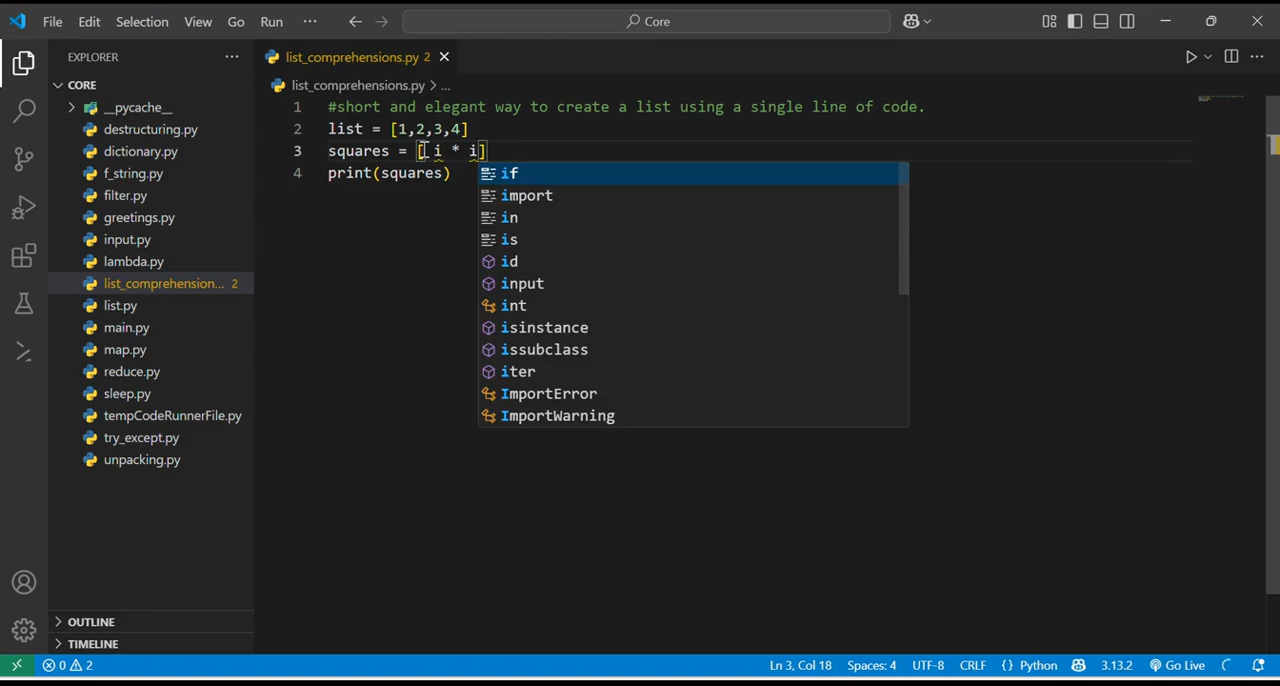 File Edit Selection View Go Run ··· Core
EXPLORER ···
list_comprehensions.py 2
CORE
list_comprehensions.py > ...
__pycache__
destructuring.py
dictionary.py
f_string.py
filter.py
greetings.py
input.py
lambda.py
list_comprehension... 2
list.py
main.py
map.py
reduce.py
sleep.py
tempCodeRunnerFile.py
try_except.py
unpacking.py
1 #short and elegant way to create a list using a single line of code.
2 list = [1,2,3,4]
3 squares = [ i * i]
4 print(squares)
if
import
in
is
id
input
int
isinstance
issubclass
iter
ImportError
ImportWarning
OUTLINE
TIMELINE
0 2 Ln 3, Col 18 Spaces: 4 UTF-8 CRLF {} Python 3.13.2 Go Live